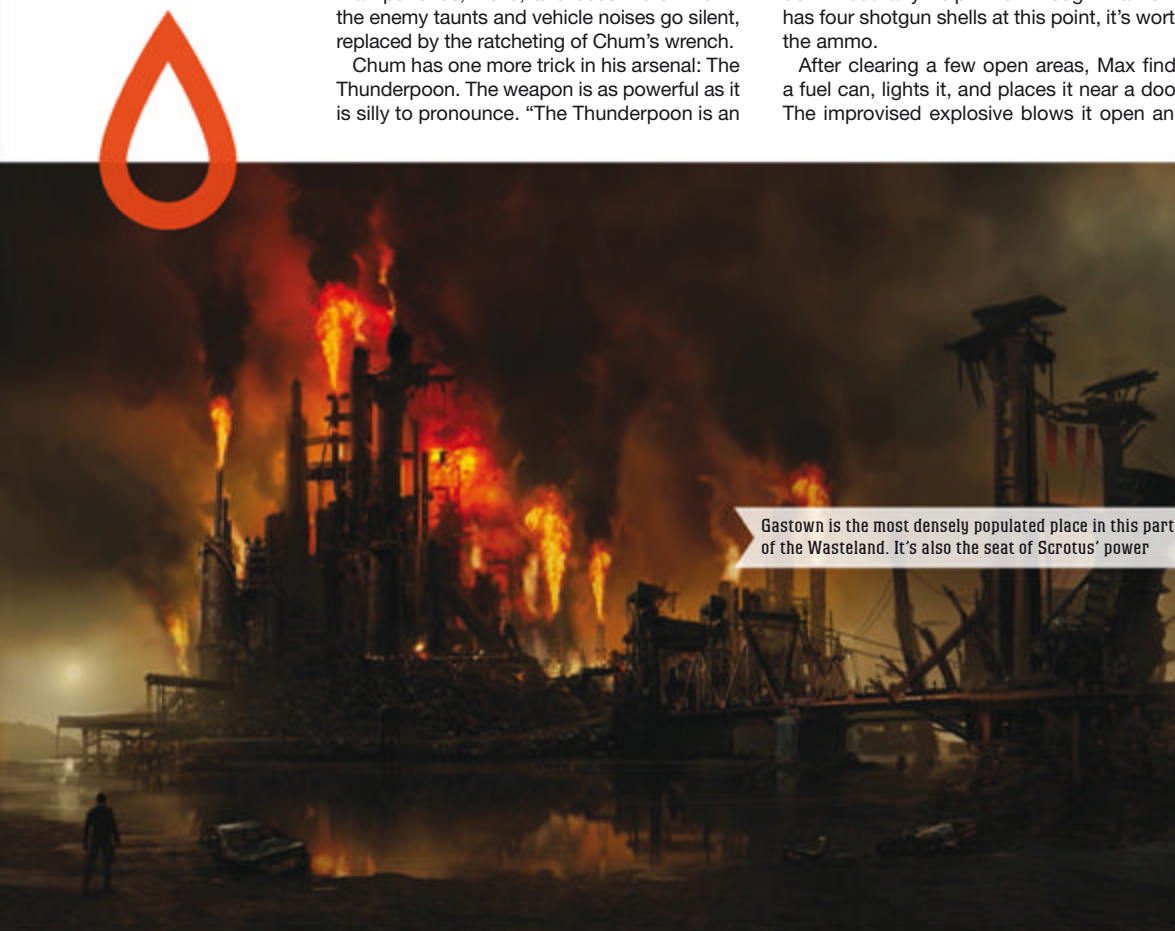 the enemy taunts and vehicle noises go silent,
replaced by the ratcheting of Chum's wrench.
Chum has one more trick in his arsenal: The
Thunderpoon. The weapon is as powerful as it
is silly to pronounce. “The Thunderpoon is an
has four shotgun shells at this point, it's wort
the ammo.
After clearing a few open areas, Max find
a fuel can, lights it, and places it near a doo
The improvised explosive blows it open an
Gastown is the most densely populated place in this part
of the Wasteland. It's also the seat of Scrotus' power